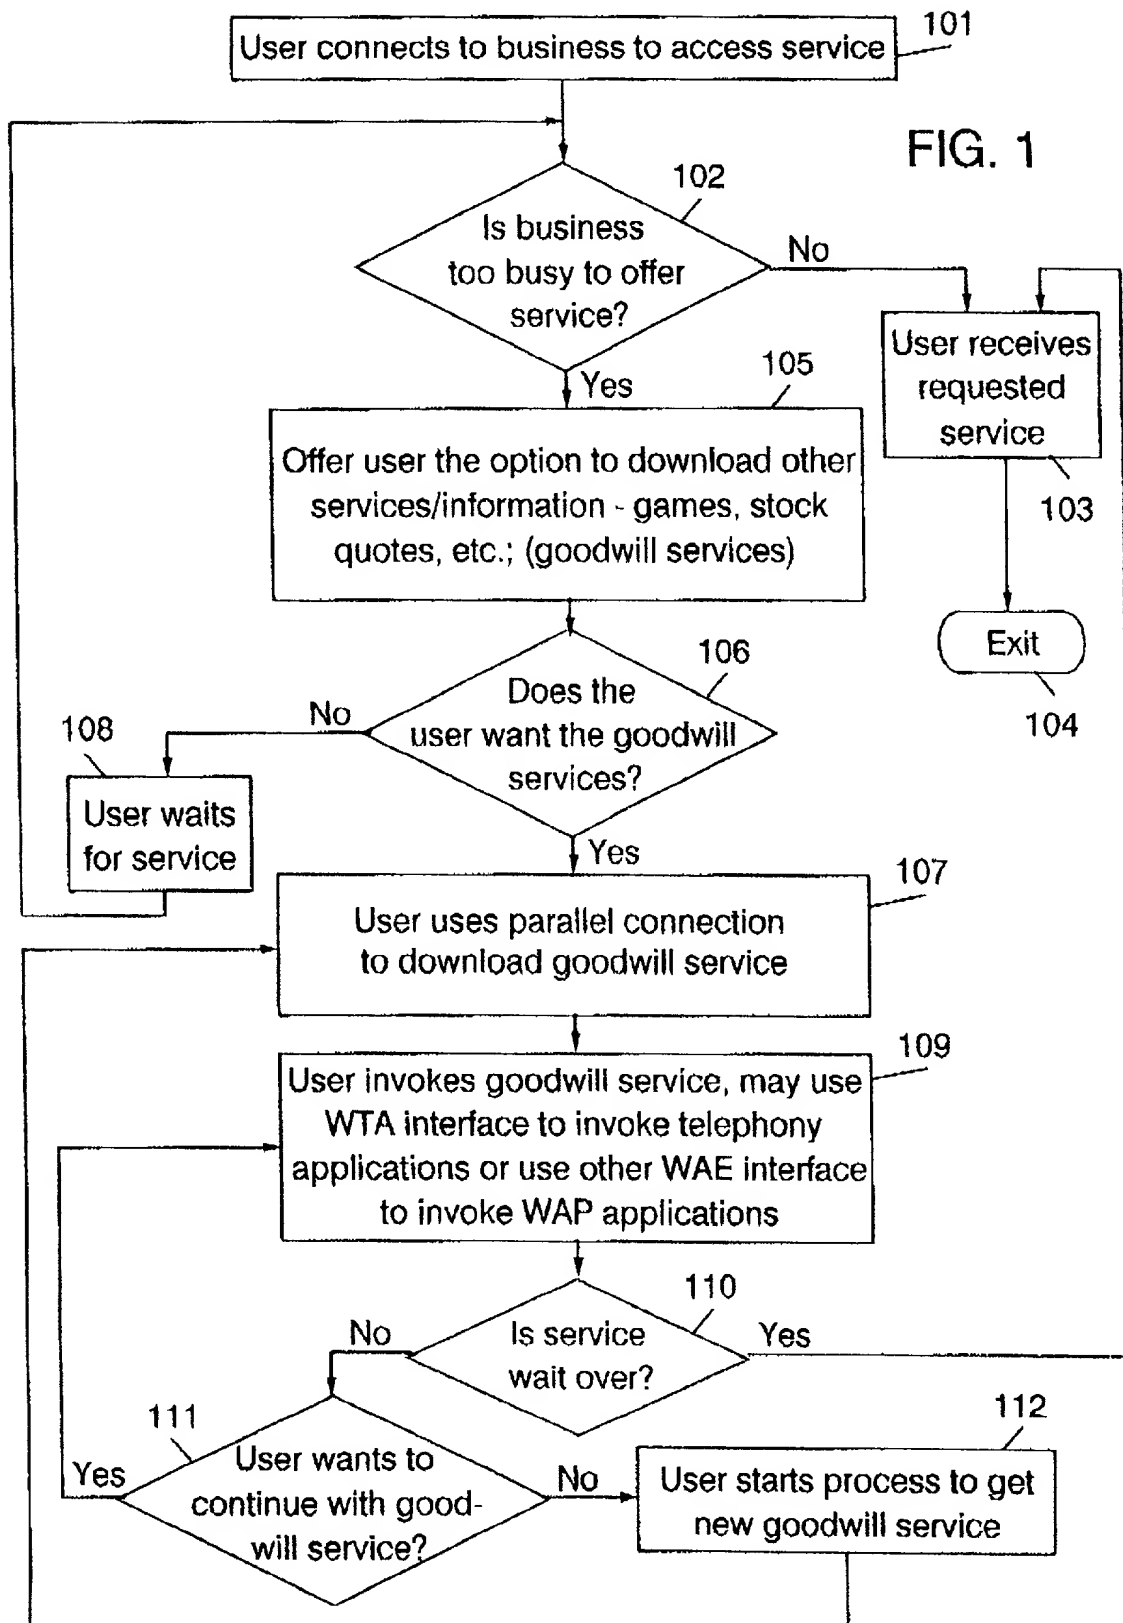 101
User connects to business to access service
FIG. 1
102
Is business
too busy to offer
service?
No
User receives
requested
service
103
Yes
105
Offer user the option to download other
services/information - games, stock
quotes, etc.; (goodwill services)
Exit
104
106
Does the
user want the goodwill
services?
No
108
User waits
for service
Yes
107
User uses parallel connection
to download goodwill service
109
User invokes goodwill service, may use
WTA interface to invoke telephony
applications or use other WAE interface
to invoke WAP applications
110
Is service
wait over?
No
Yes
111
User wants to
continue with good-
will service?
Yes
No
112
User starts process to get
new goodwill service